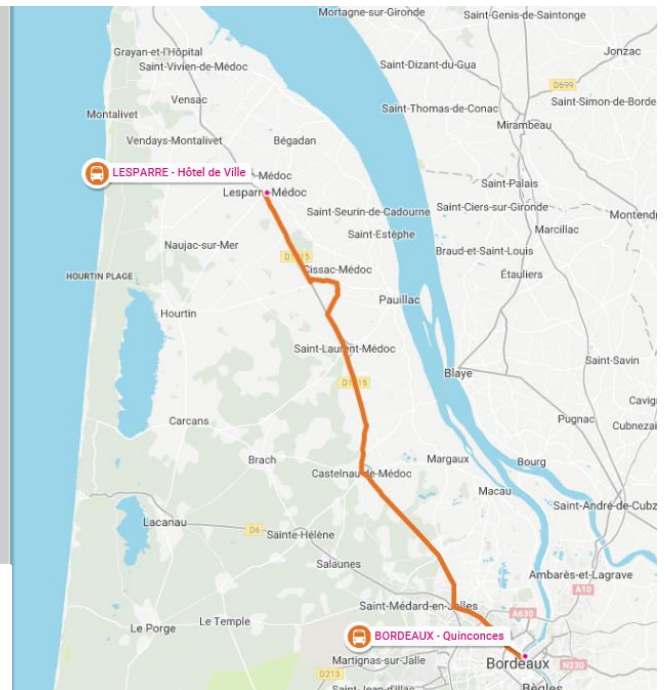 Mortagne-sur-Gironde
Saint-Genis-de-Saintonge
Grayan-et-l'Hôpital
Jonzac
Saint-Vivien-de-Médoc
Saint-Dizant-du-Gua
D699
Vensac
Saint-Simon-de-Borde
Montalivet
Saint-Thomas-de-Conac
Mirambeau
Vendays-Montalivet
Bégadan
LESPARRE - Hôtel de Ville
Médoc
Saint-Palais
Lesparre-Médoc
Saint-Ciers-sur-Gironde
Saint-Seurin-de-Cadourne
Montend
Marcillac
Saint-Estèphe
Naujac-sur-Mer
Braud-et-Saint-Louis
D1215
Cissac-Médoc
Étauliers
HOURTIN PLAGE
Pauillac
Hourtin
Saint-Laurent-Médoc
Saint-Savin
Blaye
D1215
Cavig
Carcans
Pugnac
Cubnezai
Brach
Margaux
Bourg
Castelnau-de-Médoc
Macau
Saint-André-de-Cubz
Lacanau
D6
Sainte-Hélène
Salaunes
Ambarès-et-Lagrave
A10
Saint-Médard-en-Jalles
A630
Le Temple
Le Porge
BORDEAUX - Quinconces
Martignas-sur-Jalle
Bordeaux
N230
D213
Saint-Jean-d'Illac
Bègles